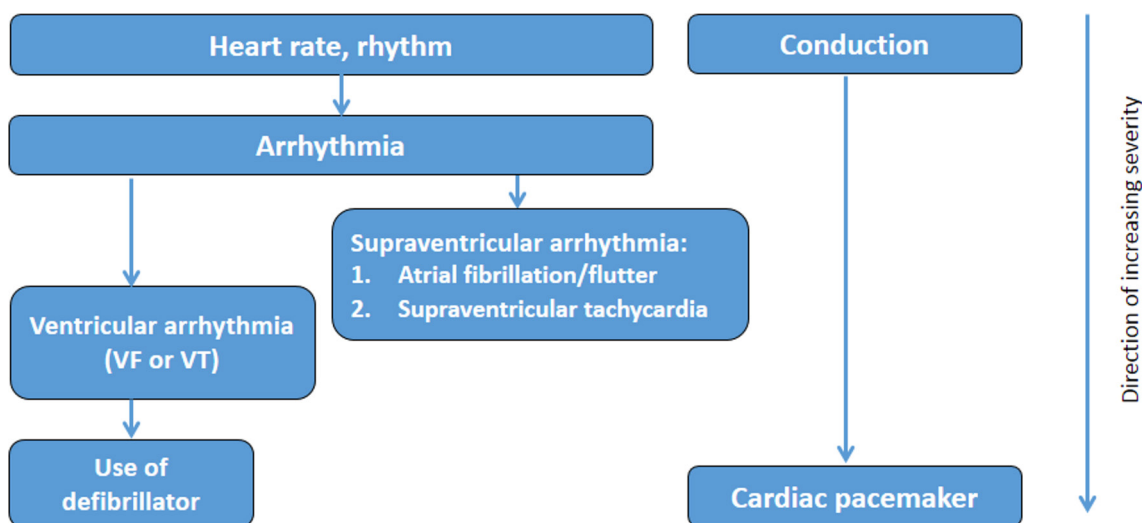 Heart rate, rhythm
Conduction
Arrhythmia
Supraventricular arrhythmia:
1. Atrial fibrillation/flutter
2. Supraventricular tachycardia
Ventricular arrhythmia
(VF or VT)
Use of
defibrillator
Cardiac pacemaker
Direction of increasing severity